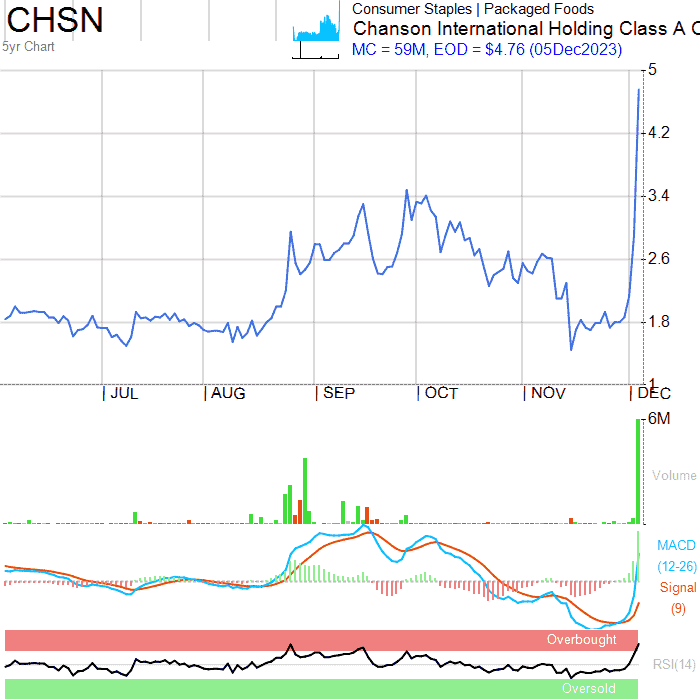 CHSN
5yr Chart
Consumer Staples | Packaged Foods
Chanson International Holding Class A C
MC = 59M, EOD = $4.76 (05Dec2023)
5
4.2
3.4
2.6
1.8
1
JUL AUG SEP OCT NOV DEC
6M
Volume
MACD
(12-26)
Signal
(9)
Overbought
RSI(14)
Oversold